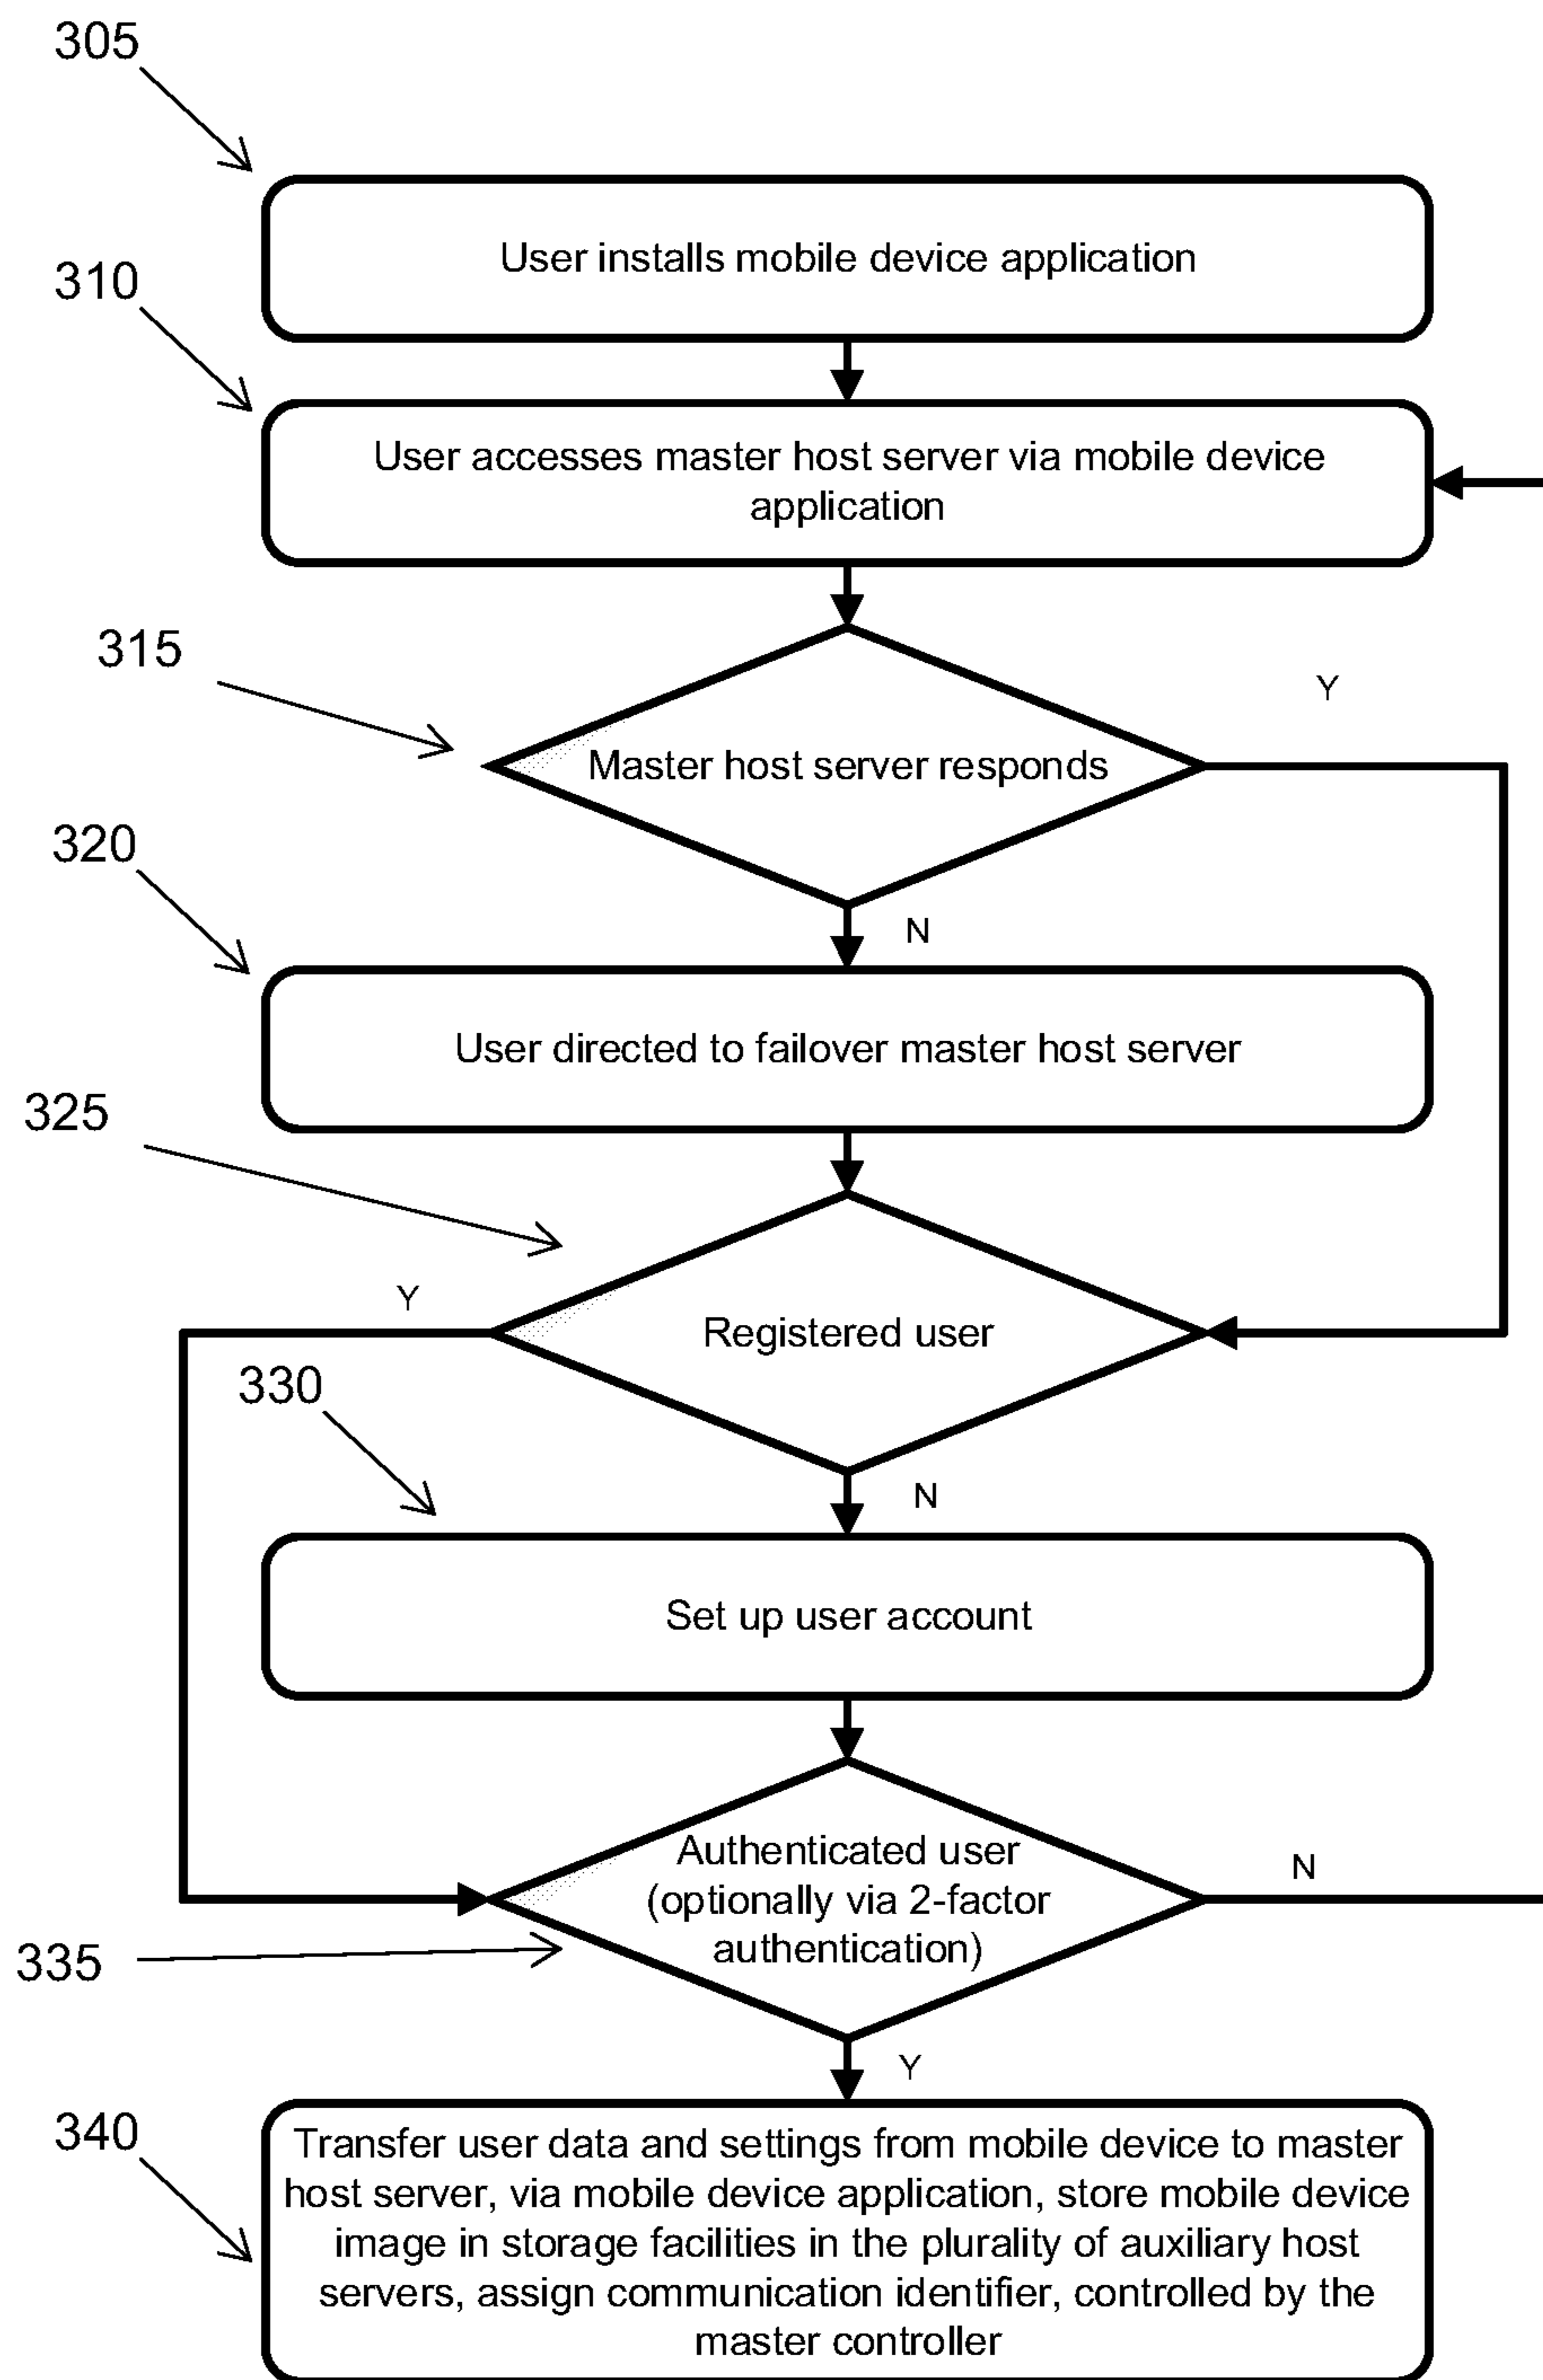 305
User installs mobile device application
310
User accesses master host server via mobile device
application
315
Y
Master host server responds
320
N
User directed to failover master host server
325
Y
Registered user
330
N
Set up user account
Authenticated user
(optionally via 2-factor
authentication)
N
335
Y
340
Transfer user data and settings from mobile device to master
host server, via mobile device application, store mobile device
image in storage facilities in the plurality of auxiliary host
servers, assign communication identifier, controlled by the
master controller